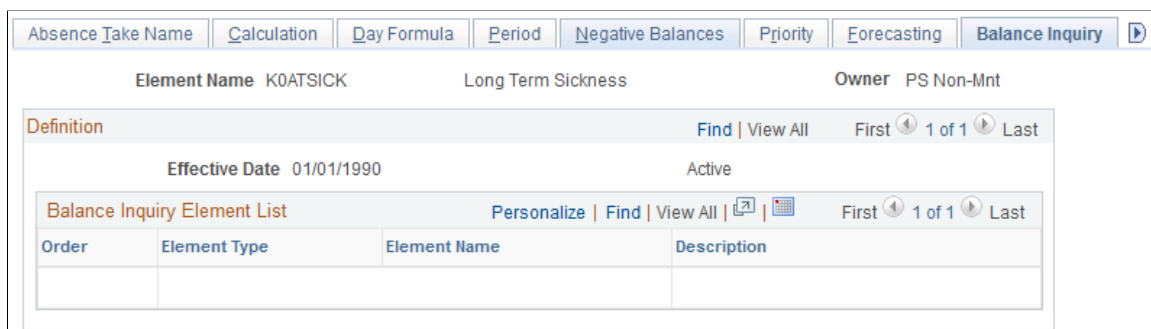 Absence Take Name Calculation Day Formula Period Negative Balances Priority Forecasting Balance Inquiry
Element Name K0ATSICK Long Term Sickness Owner PS Non-Mnt
Definition Find | View All First 1 of 1 Last
Effective Date 01/01/1990 Active
Balance Inquiry Element List Personalize | Find | View All | | First 1 of 1 Last
Order Element Type Element Name Description